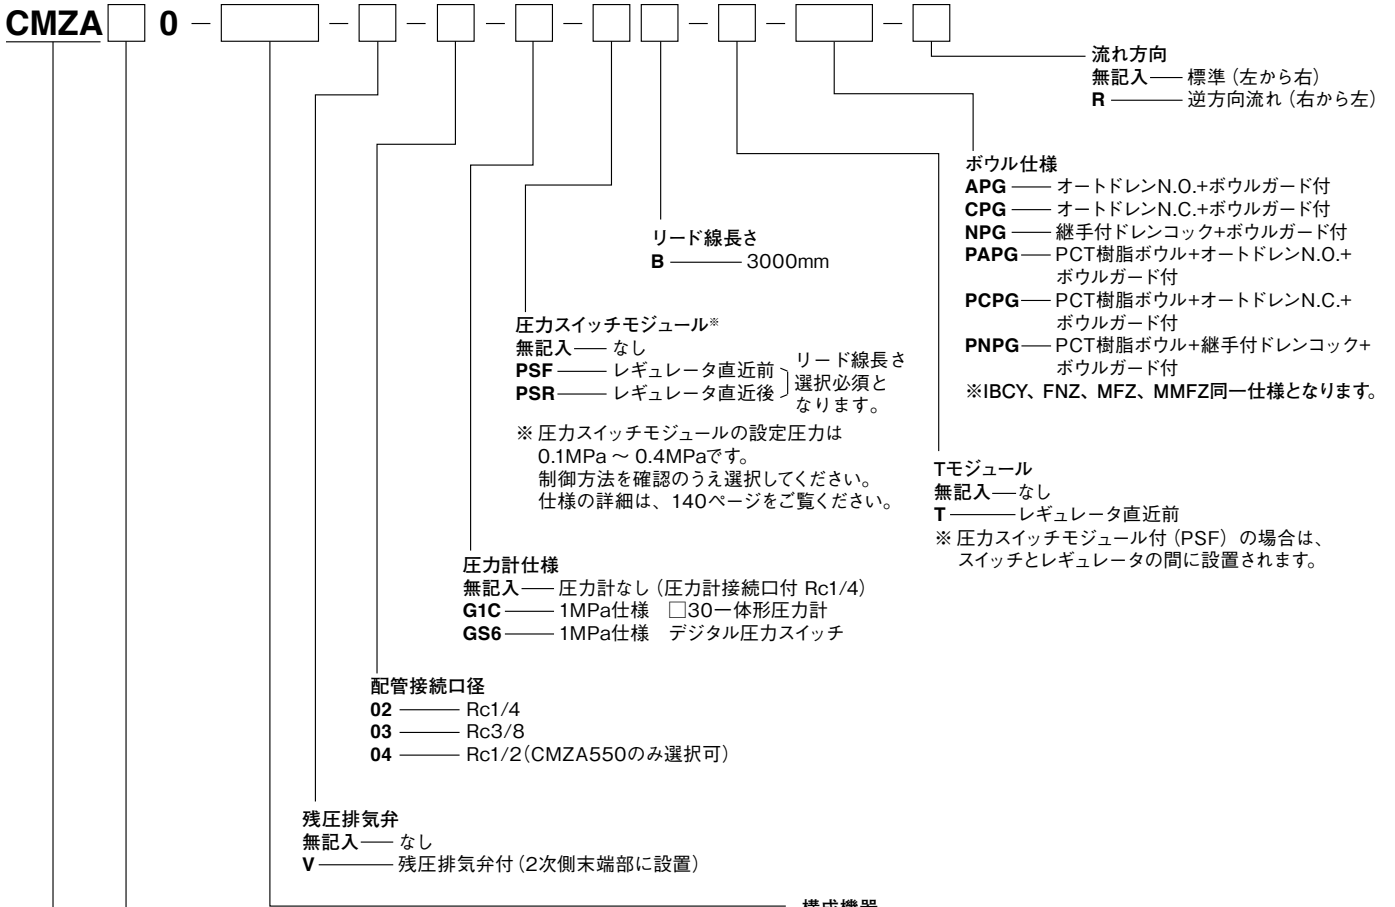 CMZA□ 0 － □ － □ － □ － □ － □ □ － □ － □ － □
流れ方向
無記入── 標準（左から右）
R ──── 逆方向流れ（右から左）
ボウル仕様
APG ── オートドレンN.O.+ボウルガード付
CPG ── オートドレンN.C.+ボウルガード付
NPG ── 継手付ドレンコック+ボウルガード付
PAPG── PCT樹脂ボウル+オートドレンN.O.+
ボウルガード付
PCPG── PCT樹脂ボウル+オートドレンN.C.+
ボウルガード付
PNPG── PCT樹脂ボウル+継手付ドレンコック+
ボウルガード付
※IBCY、FNZ、MFZ、MMFZ同一仕様となります。
リード線長さ
B ──── 3000mm
圧力スイッチモジュール※
無記入── なし
PSF ── レギュレータ直近前
PSR── レギュレータ直近後
リード線長さ
選択必須と
なります。
※ 圧力スイッチモジュールの設定圧力は
0.1MPa ～ 0.4MPaです。
制御方法を確認のうえ選択してください。
仕様の詳細は、140ページをご覧ください。
Tモジュール
無記入──なし
T ────レギュレータ直近前
※ 圧力スイッチモジュール付（PSF）の場合は、
スイッチとレギュレータの間に設置されます。
圧力計仕様
無記入── 圧力計なし（圧力計接続口付 Rc1/4）
G1C ── 1MPa仕様　□30一体形圧力計
GS6 ── 1MPa仕様　デジタル圧力スイッチ
配管接続口径
02 ─── Rc1/4
03 ─── Rc3/8
04 ─── Rc1/2（CMZA550のみ選択可）
残圧排気弁
無記入── なし
V ──── 残圧排気弁付（2次側末端部に設置）
構成機器